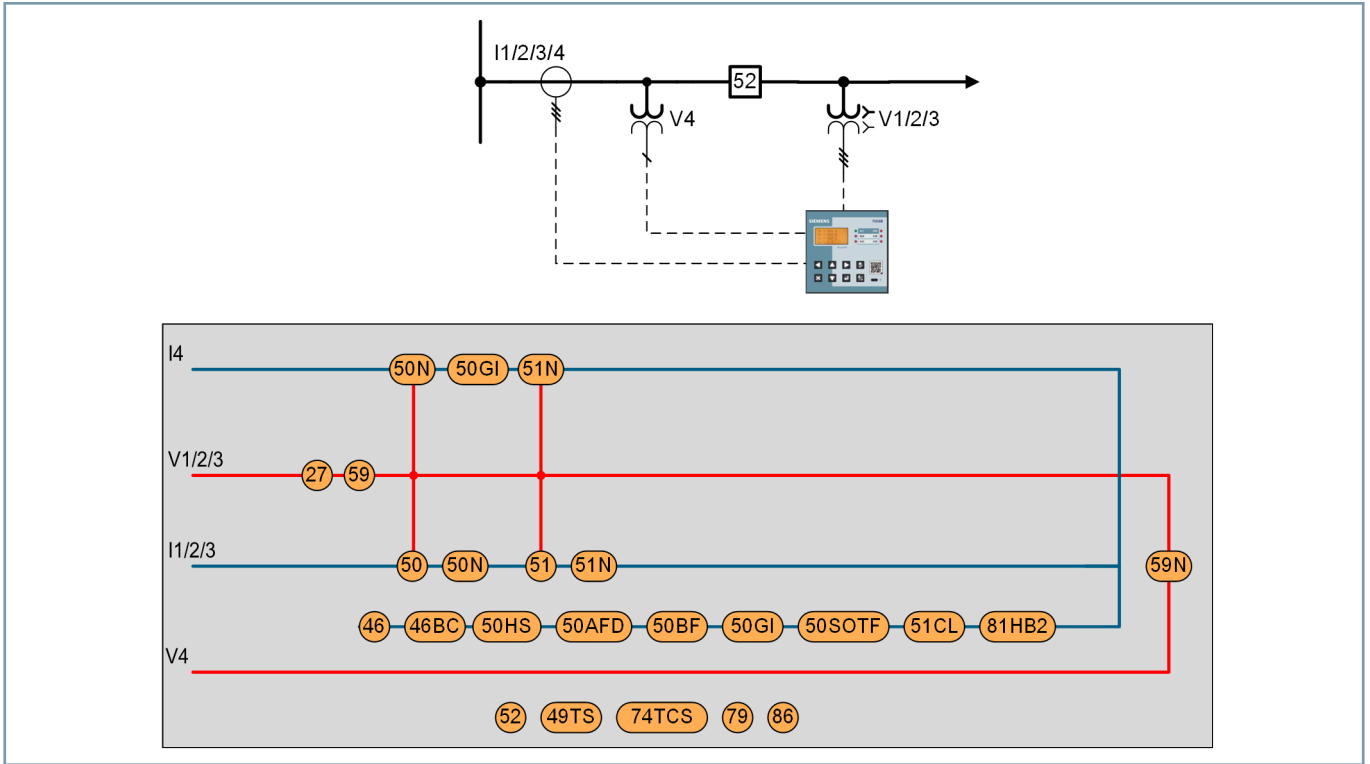 I1/2/3/4
52
V4
V1/2/3
SIEMENS
I4
50N 50GI 51N
V1/2/3
27 59
I1/2/3
50 50N 51 51N
59N
46 46BC 50HS 50AFD 50BF 50GI 50SOTF 51CL 81HB2
V4
52 49TS 74TCS 79 86